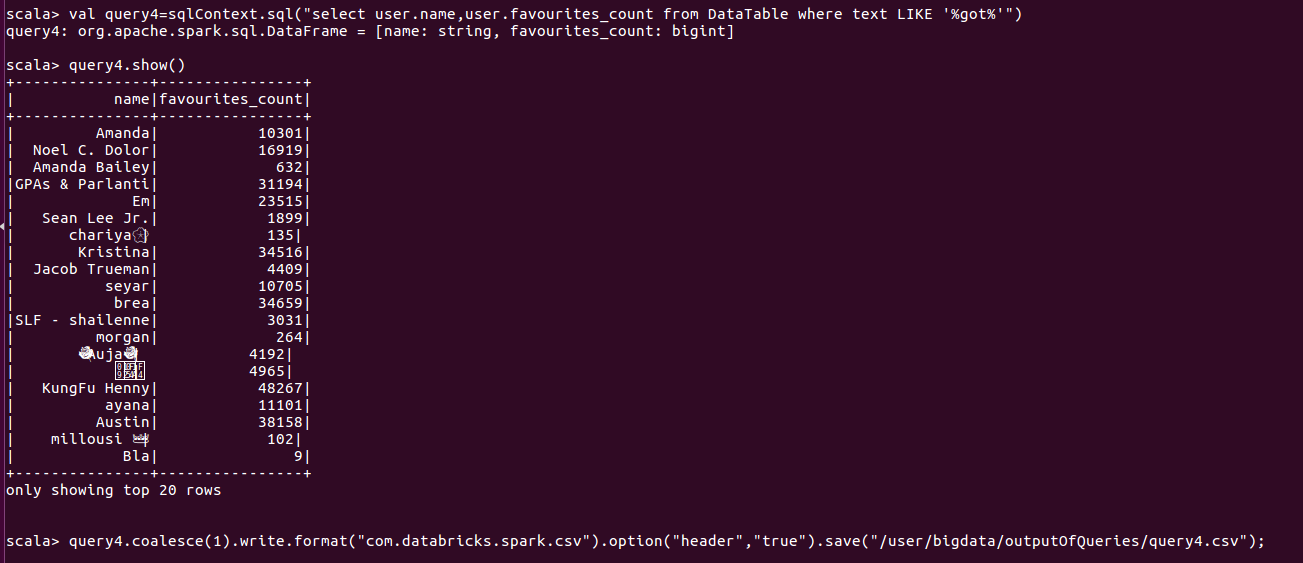 scala> val query4=sqlContext.sql("select user.name,user.favourites_count from DataTable where text LIKE '%got%'")
query4: org.apache.spark.sql.DataFrame = [name: string, favourites_count: bigint]
scala> query4.show()
+---------------+----------------+
|           name|favourites_count|
+---------------+----------------+
|         Amanda|           10301|
|  Noel C. Dolor|           16919|
|  Amanda Bailey|             632|
|GPAs & Parlanti|           31194|
|             Em|           23515|
|   Sean Lee Jr.|            1899|
|      chariya|             135|
|       Kristina|           34516|
|  Jacob Trueman|            4409|
|          seyar|           10705|
|           brea|           34659|
|SLF - shailenne|            3031|
|         morgan|             264|
|        Auja|            4192|
|            |            4965|
|   KungFu Henny|           48267|
|          ayana|           11101|
|         Austin|           38158|
|    millousi |             102|
|            Bla|               9|
+---------------+----------------+
only showing top 20 rows
scala> query4.coalesce(1).write.format("com.databricks.spark.csv").option("header","true").save("/user/bigdata/outputOfQueries/query4.csv");